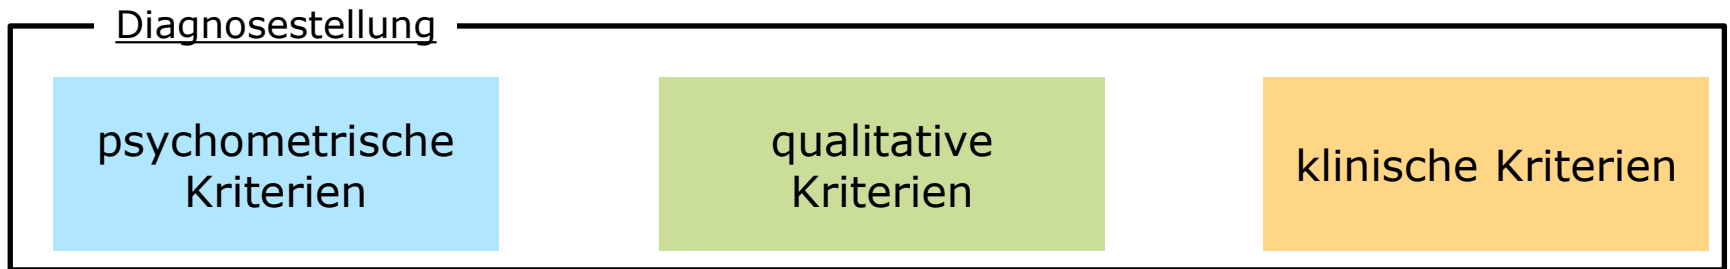 Diagnosestellung
psychometrische
Kriterien
qualitative
Kriterien
klinische Kriterien